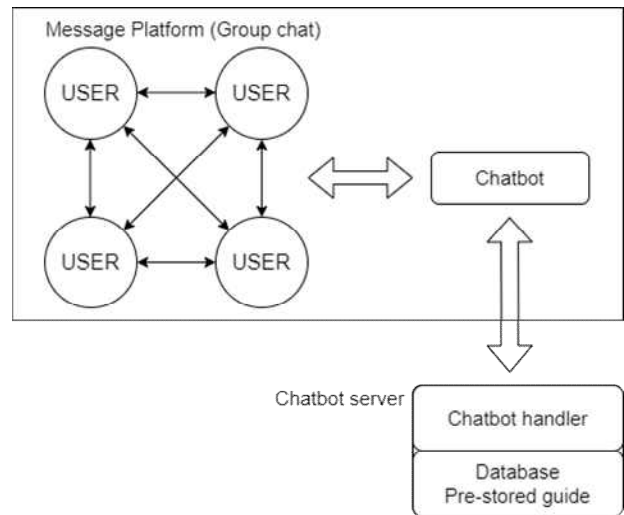 Message Platform (Group chat)
USER
USER
Chatbot
USER
USER
Chatbot server
Chatbot handler
Database
Pre-stored guide